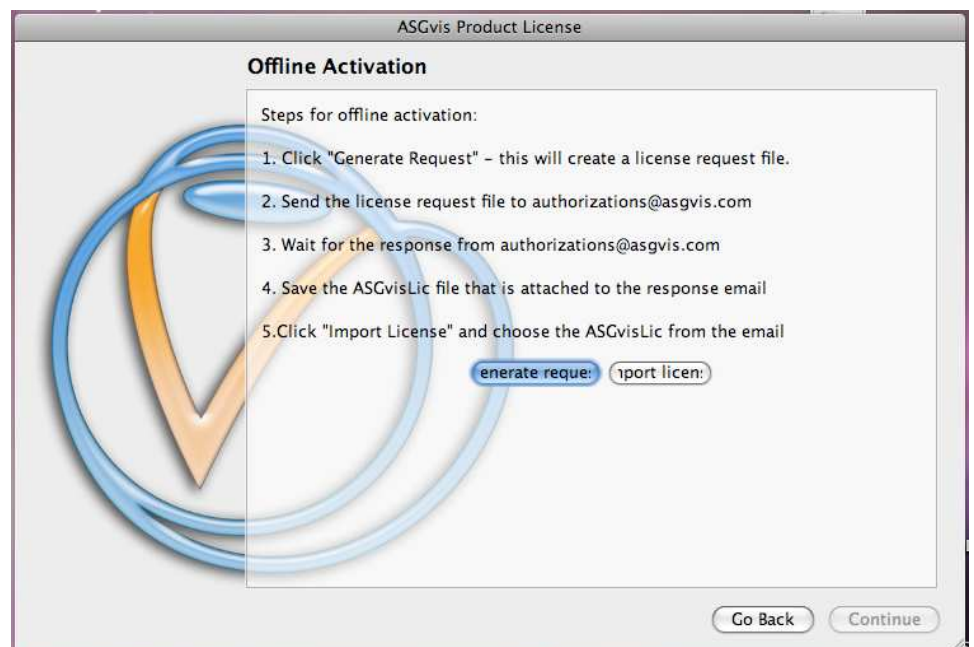 ASGvis Product License
Offline Activation
Steps for offline activation:
1. Click "Generate Request" – this will create a license request file.
2. Send the license request file to authorizations@asgvis.com
3. Wait for the response from authorizations@asgvis.com
4. Save the ASGvisLic file that is attached to the response email
5.Click "Import License" and choose the ASGvisLic from the email
enerate reque
port licen
Go Back
Continue